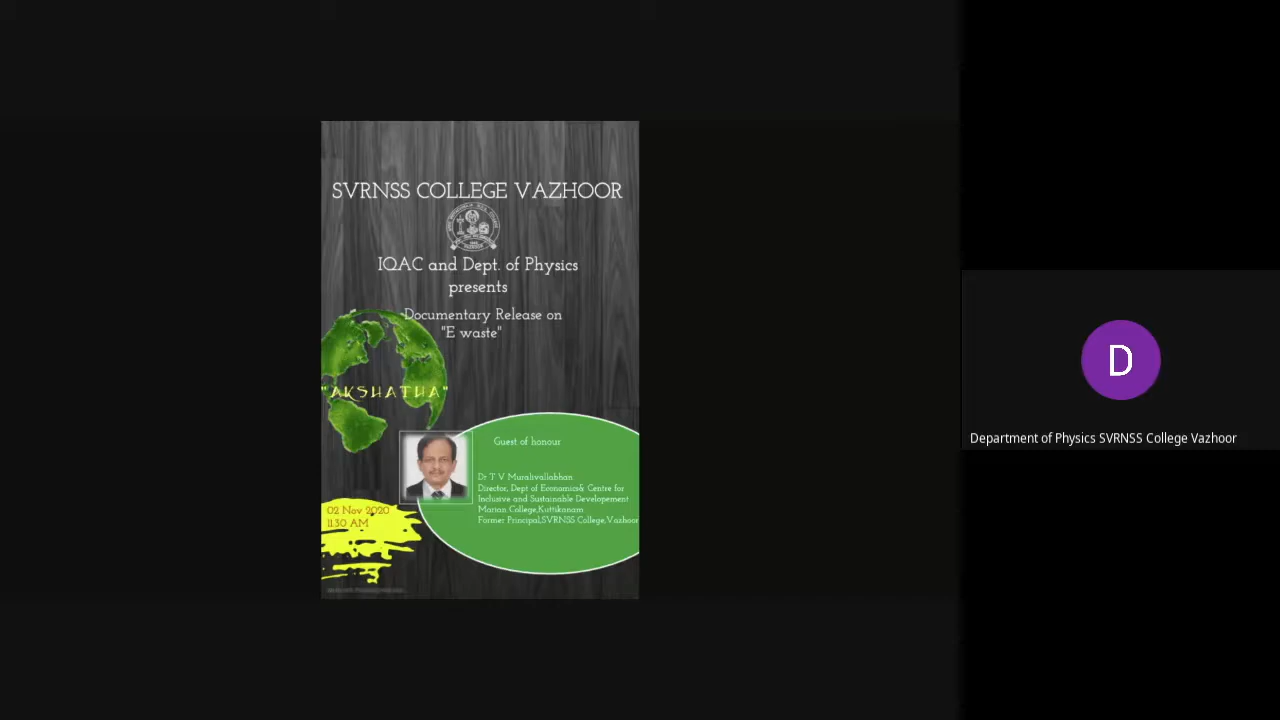 SVRNSS COLLEGE VAZHOOR
IQAC and Dept. of Physics
presents
Documentary Release on
"E waste"
"AKSHATHA"
Guest of honour
Dr T V Muralivallabhan
Director, Dept of Economics& Centre for
Inclusive and Sustainable Developement
Marian College,Kuttikanam
Former Principal,SVRNSS College,Vazhoor
02 Nov 2020
11.30 AM
D
Department of Physics SVRNSS College Vazhoor